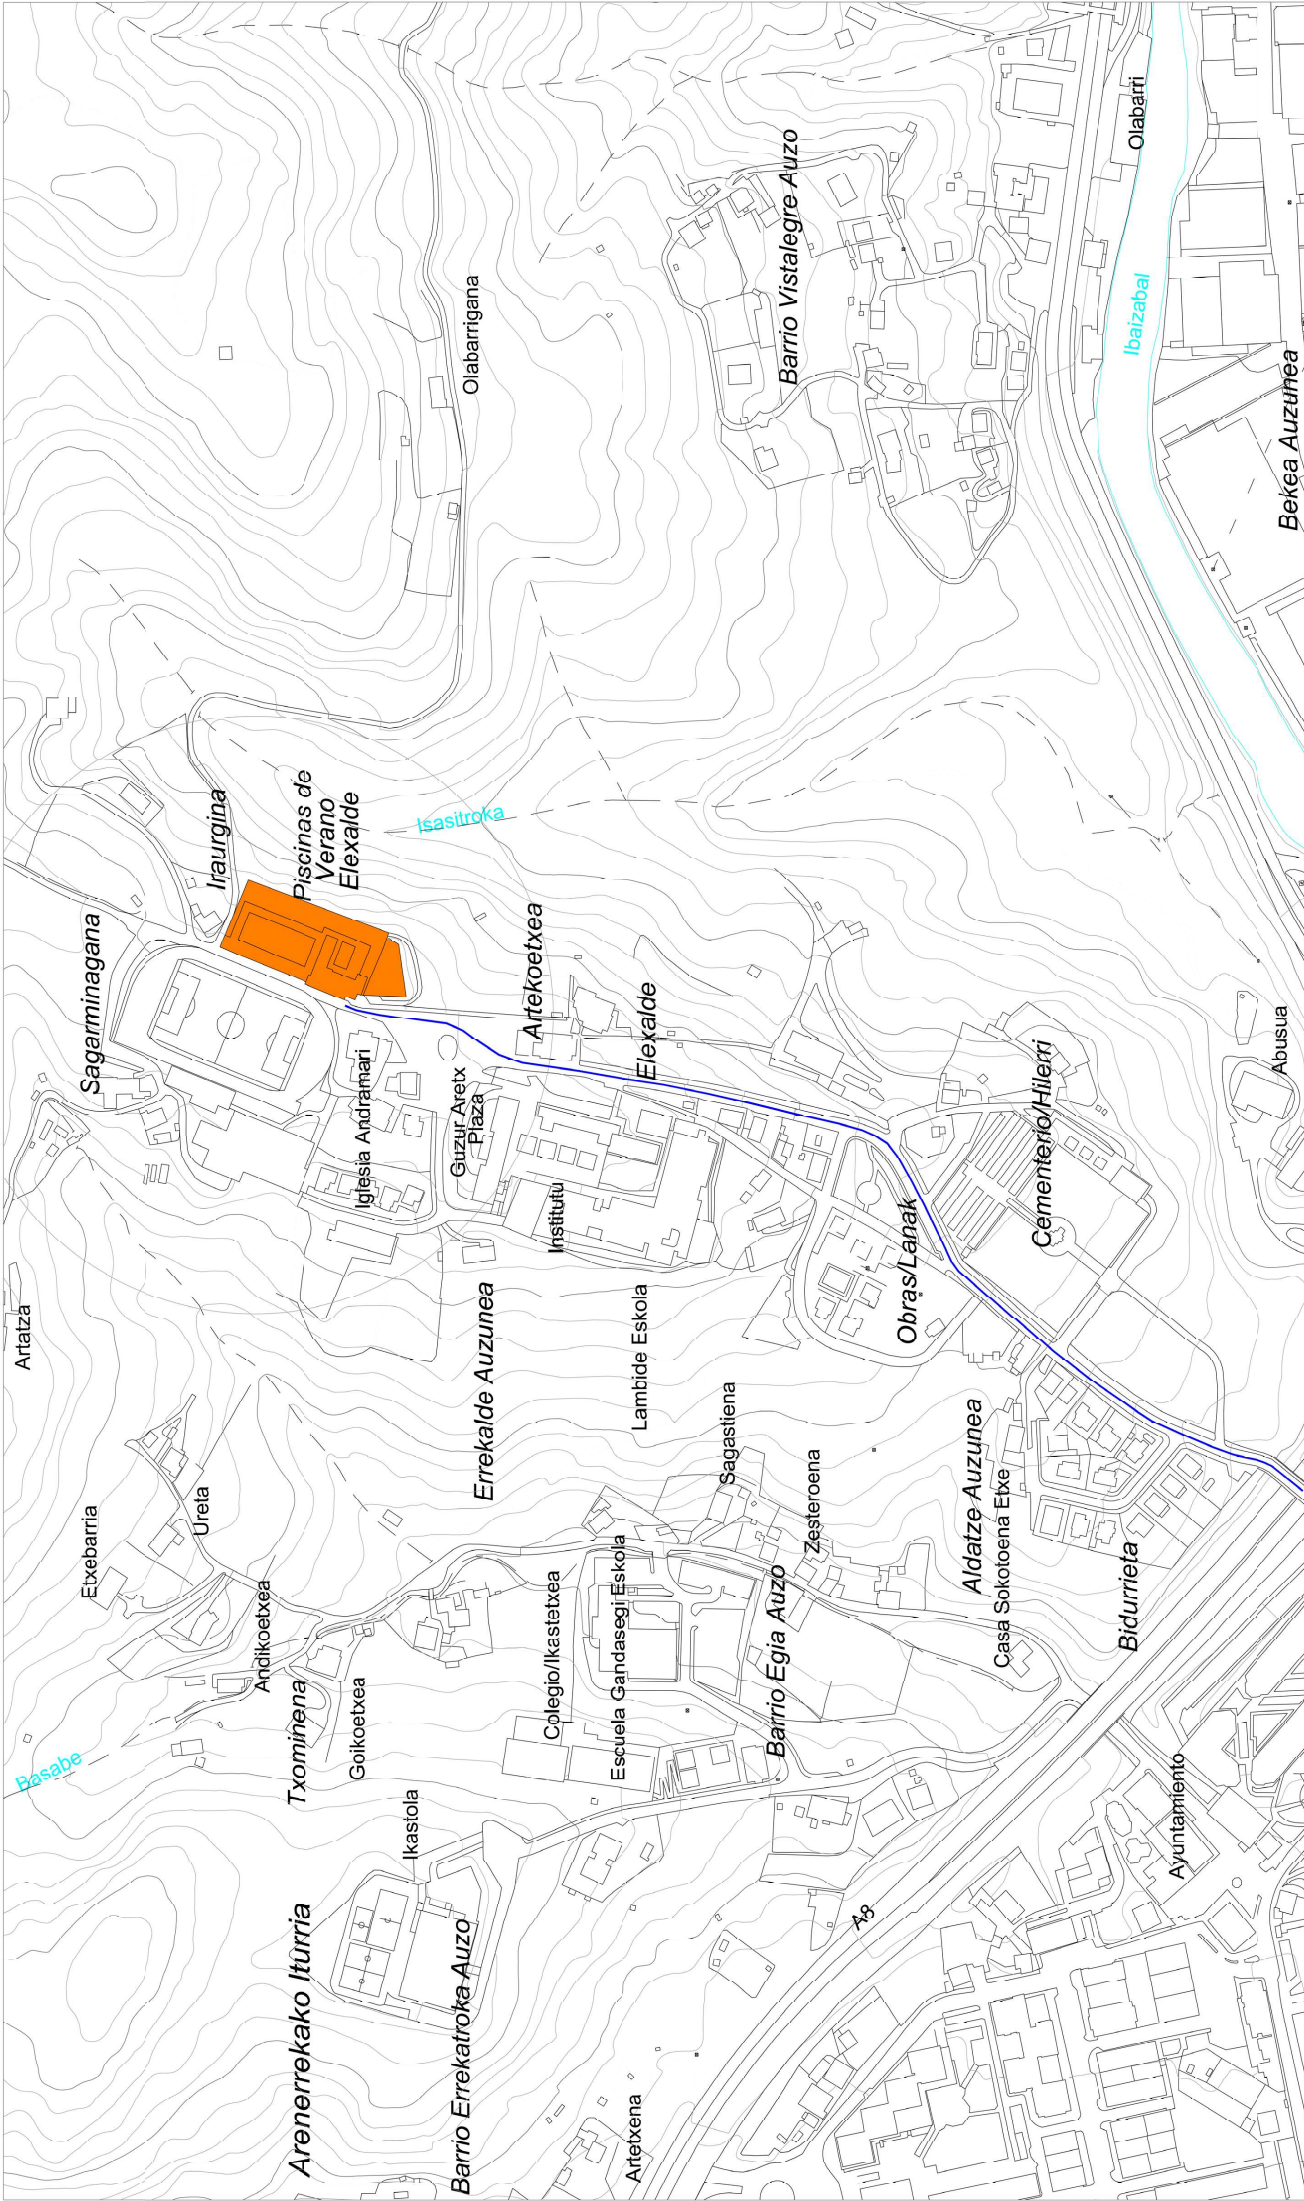 Basabe
Artatza
Sagarminagana
Etxebarria
Ureta
Iraurgina
Andikoetxea
Txominena
Arenerrekako Iturria
Piscinas de
Verano
Elexalde
Iglesia Andramari
Goikoetxea
Ikastola
Olabarrigana
Isasitroka
Guzur Aretx
Plaza
Errekalde Auzunea
Barrio Errekatroka Auzo
Artekoetxea
Institutu
Colegio/Ikastetxea
Elexalde
Lambide Eskola
Escuela Gandasegi Eskola
Artetxena
Sagastiena
Barrio Vistalegre Auzo
Zesteroena
Barrio Egia Auzo
A8
Obras/Lanak
Aldatze Auzunea
Casa Sokotoena Etxe
Cementerio/Hilerri
Bidurrieta
Olabarri
Ibaizabal
Ayuntamiento
Abusua
Bekea Auzunea